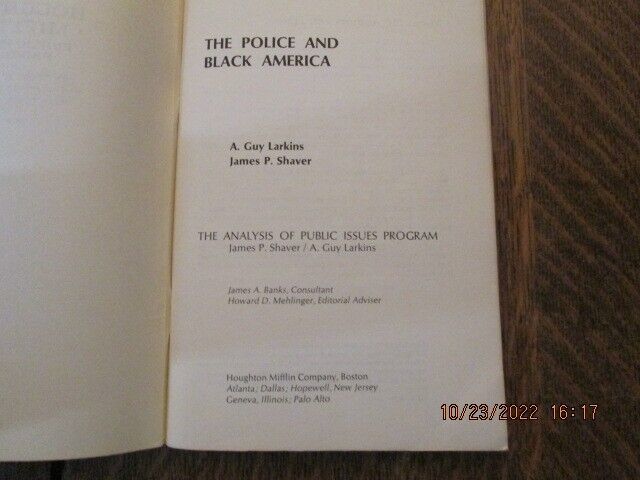 THE POLICE AND
BLACK AMERICA
A. Guy Larkins
James P. Shaver
THE ANALYSIS OF PUBLIC ISSUES PROGRAM
James P. Shaver / A. Guy Larkins
James A. Banks, Consultant
Howard D. Mehlinger, Editorial Adviser
Houghton Mifflin Company, Boston
Atlanta; Dallas; Hopewell, New Jersey
Geneva, Illinois; Palo Alto
10/23/2022 16:17